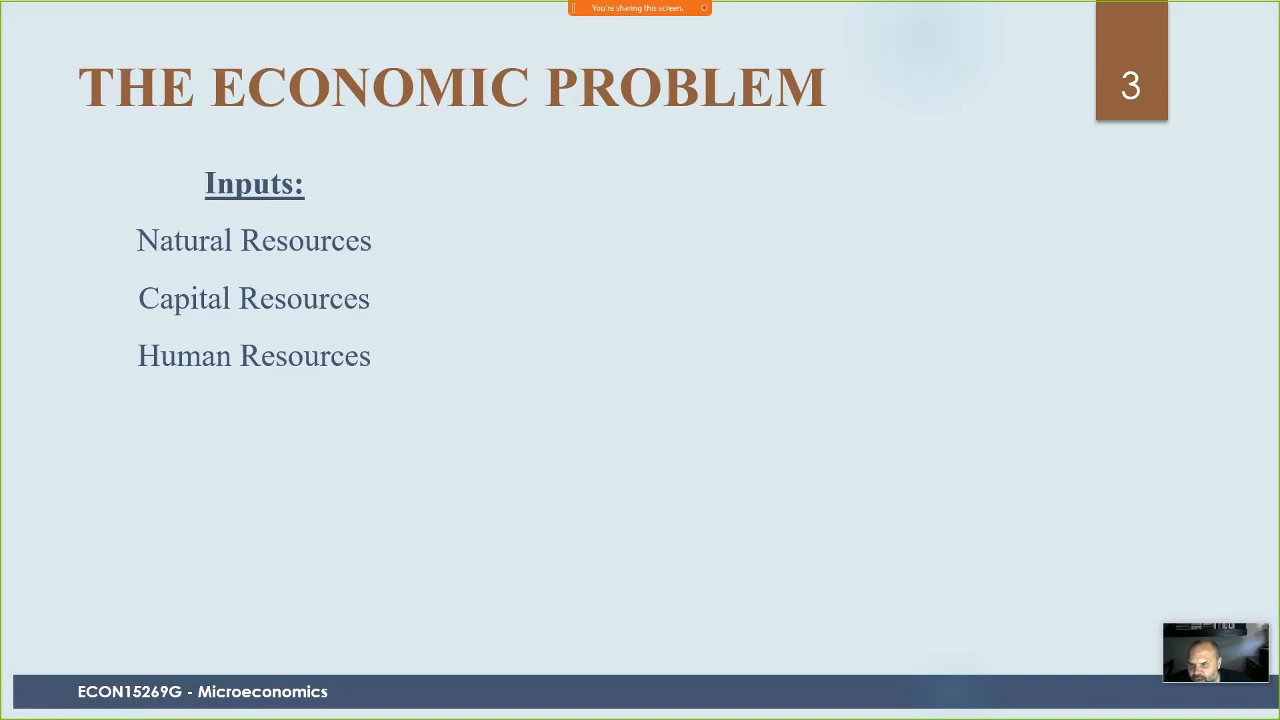 You're sharing this screen.
THE ECONOMIC PROBLEM
3
Inputs:
Natural Resources
Capital Resources
Human Resources
ECON15269G - Microeconomics